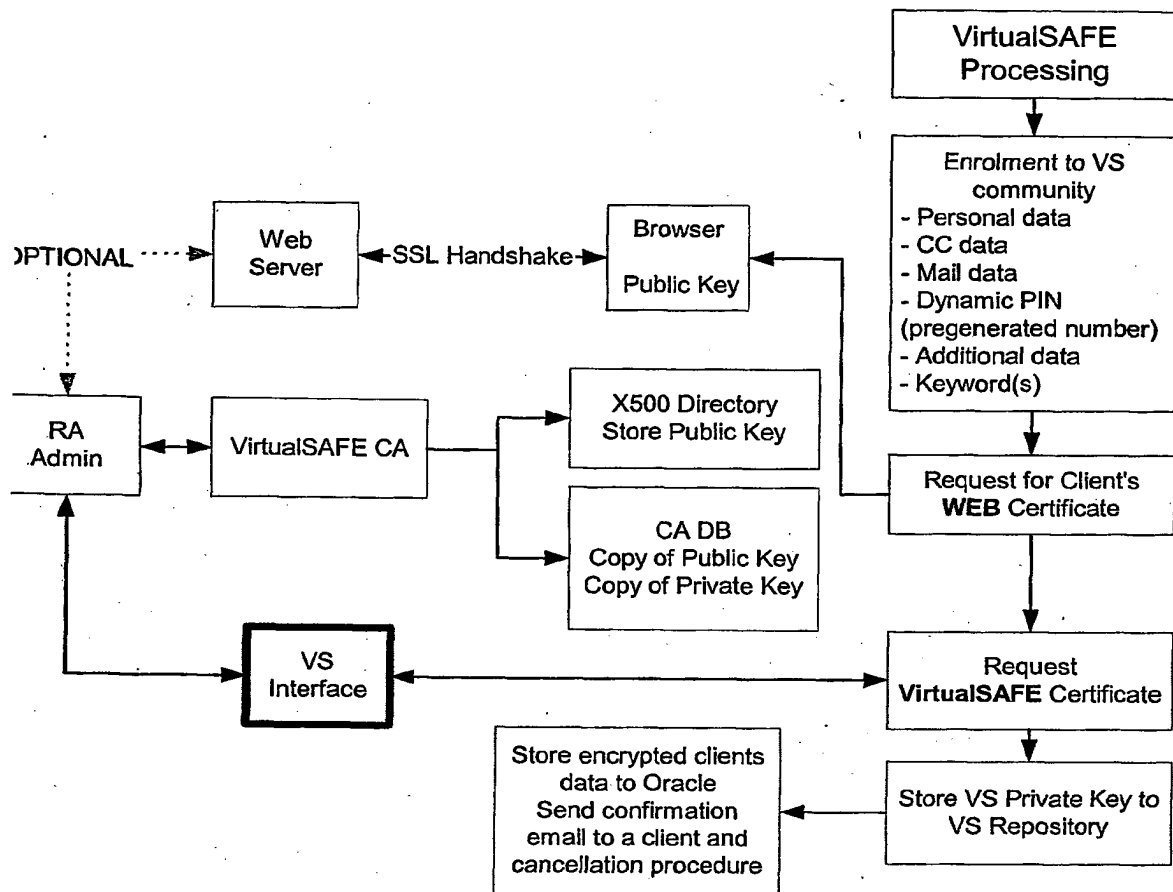 VirtualSAFE
Processing
Enrolment to VS
community
- Personal data
- CC data
- Mail data
- Dynamic PIN
(pregenerated number)
- Additional data
- Keyword(s)
Web
Server
SSL Handshake
Browser
Public Key
OPTIONAL
RA
Admin
VirtualSAFE CA
X500 Directory
Store Public Key
CA DB
Copy of Public Key
Copy of Private Key
Request for Client's
WEB Certificate
VS
Interface
Request
VirtualSAFE Certificate
Store encrypted clients
data to Oracle
Send confirmation
email to a client and
cancellation procedure
Store VS Private Key to
VS Repository